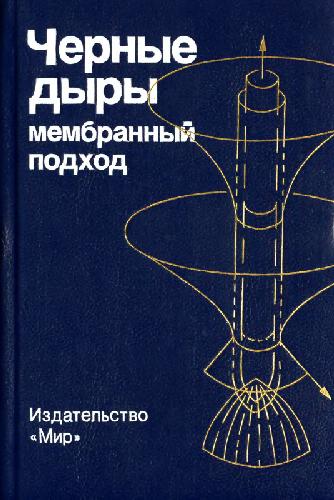 Черные
дыры
мембранный
подход
Издательство
«Мир»